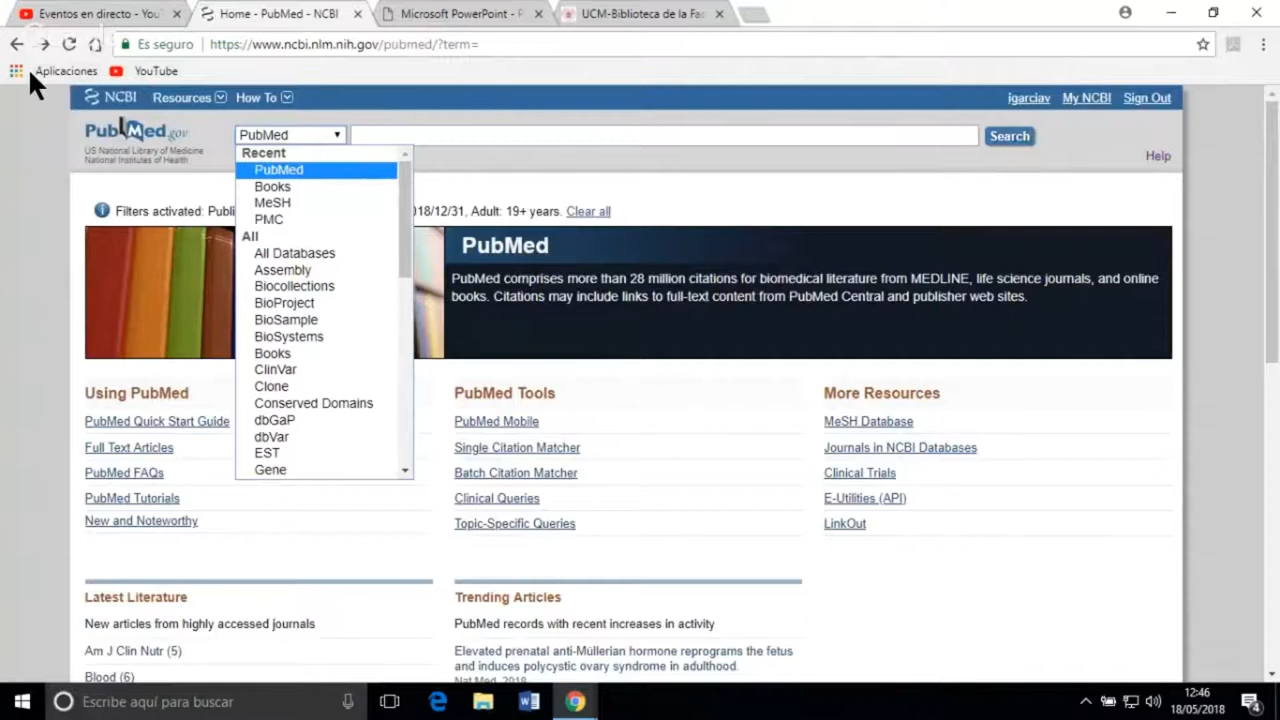 Eventos en directo - You
Home - PubMed - NCBI
Microsoft PowerPoint - P
UCM-Biblioteca de la Fa
Es seguro
https://www.ncbi.nlm.nih.gov/pubmed/?term=
Aplicaciones
YouTube
NCBI
Resources
How To
igarciav
My NCBI
Sign Out
PubMed.gov
US National Library of Medicine
National Institutes of Health
PubMed
Search
Help
Recent
PubMed
Books
MeSH
PMC
All
All Databases
Assembly
Biocollections
BioProject
BioSample
BioSystems
Books
ClinVar
Clone
Conserved Domains
dbGaP
dbVar
EST
Gene
Filters activated: Publi
018/12/31, Adult: 19+ years. Clear all
PubMed
PubMed comprises more than 28 million citations for biomedical literature from MEDLINE, life science journals, and online
books. Citations may include links to full-text content from PubMed Central and publisher web sites.
Using PubMed
PubMed Quick Start Guide
Full Text Articles
PubMed FAQs
PubMed Tutorials
New and Noteworthy
PubMed Tools
PubMed Mobile
Single Citation Matcher
Batch Citation Matcher
Clinical Queries
Topic-Specific Queries
More Resources
MeSH Database
Journals in NCBI Databases
Clinical Trials
E-Utilities (API)
LinkOut
Latest Literature
New articles from highly accessed journals
Am J Clin Nutr (5)
Blood (6)
Trending Articles
PubMed records with recent increases in activity
Elevated prenatal anti-Müllerian hormone reprograms the fetus
and induces polycystic ovary syndrome in adulthood.
Nat Med. 2018
Escribe aquí para buscar
12:46
18/05/2018
4